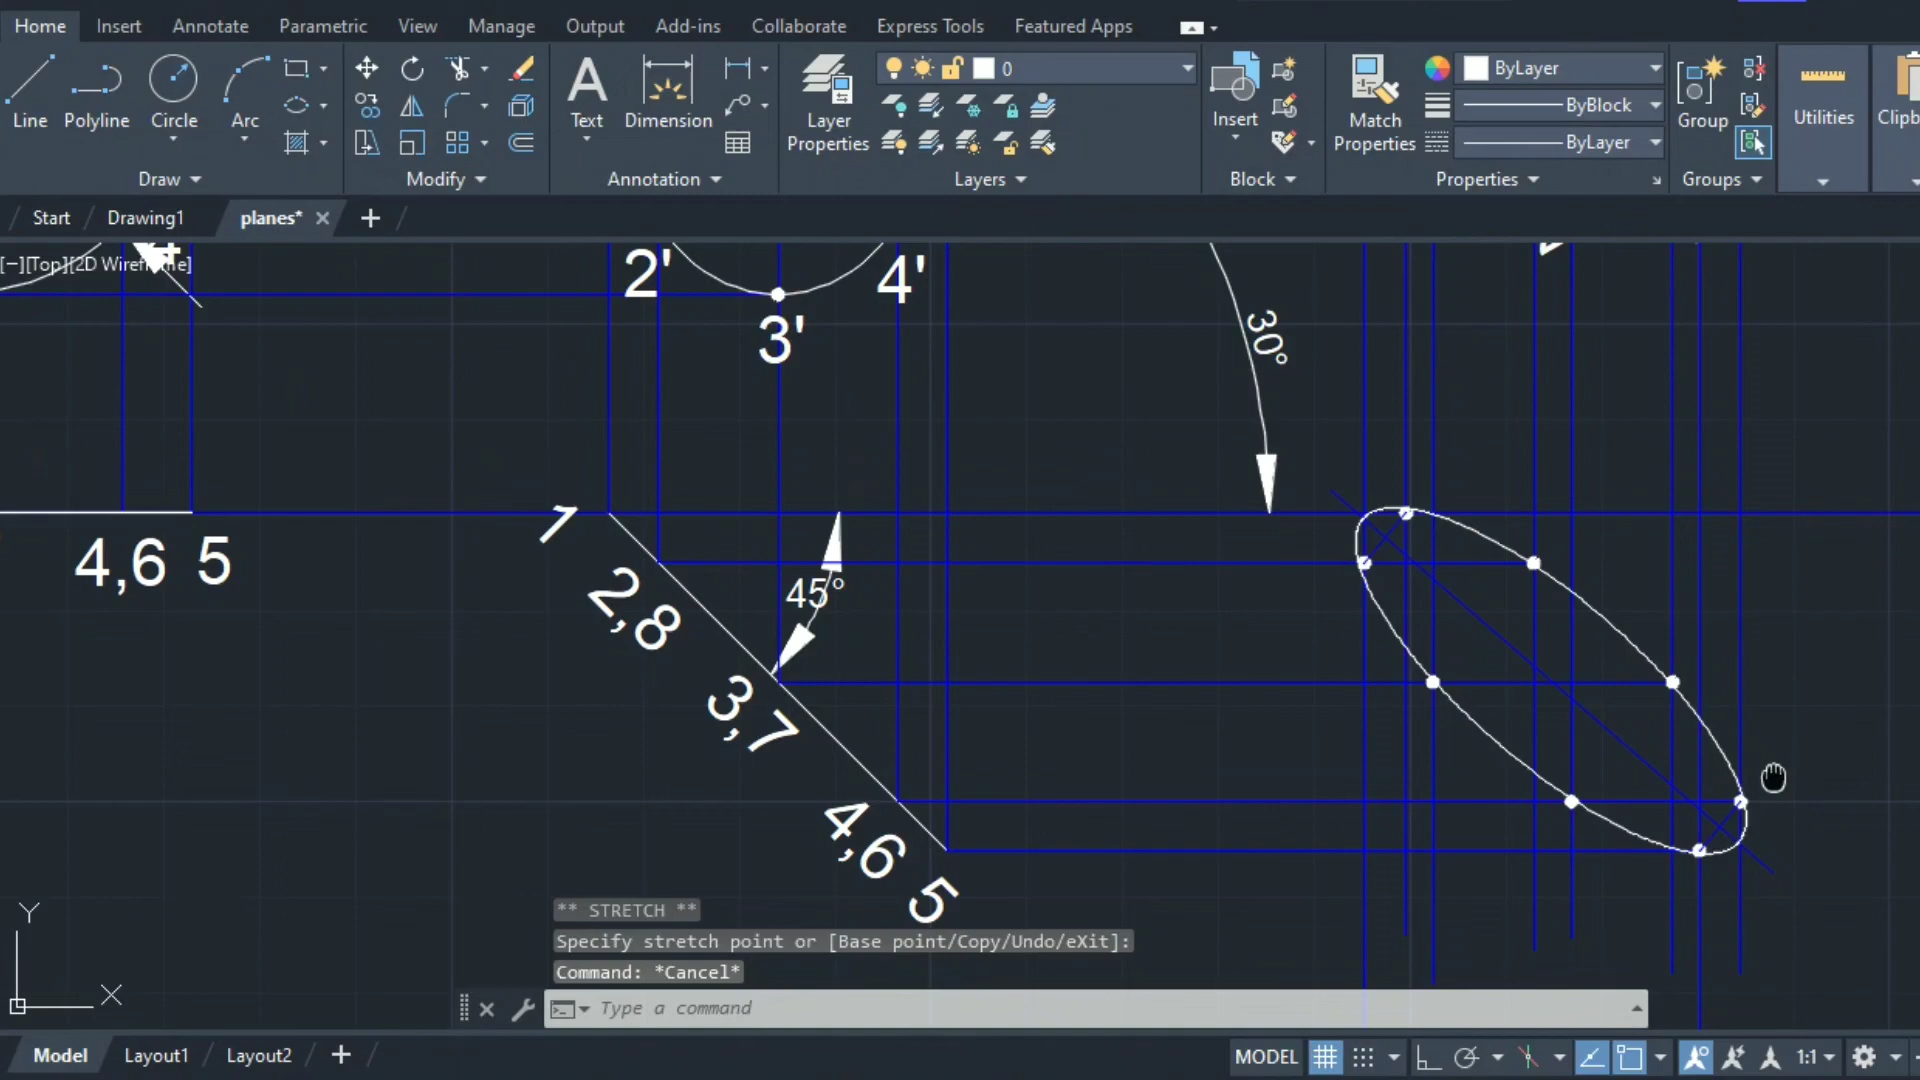 Home Insert Annotate Parametric View Manage Output Add-ins Collaborate Express Tools Featured Apps
Line Polyline Circle Arc
Text Dimension
Layer Properties
0
Insert
Match Properties
ByLayer
ByBlock
ByLayer
Group
Utilities
Draw Modify Annotation Layers Block Properties Groups
Start Drawing1 planes*
[−][Top][2D Wireframe]
2' 4'
3'
30°
4,6 5
1
45°
2,8
3,7
4,6
5
Y
X
** STRETCH **
Specify stretch point or [Base point/Copy/Undo/eXit]:
Command: *Cancel*
Type a command
Model Layout1 Layout2
MODEL 1:1